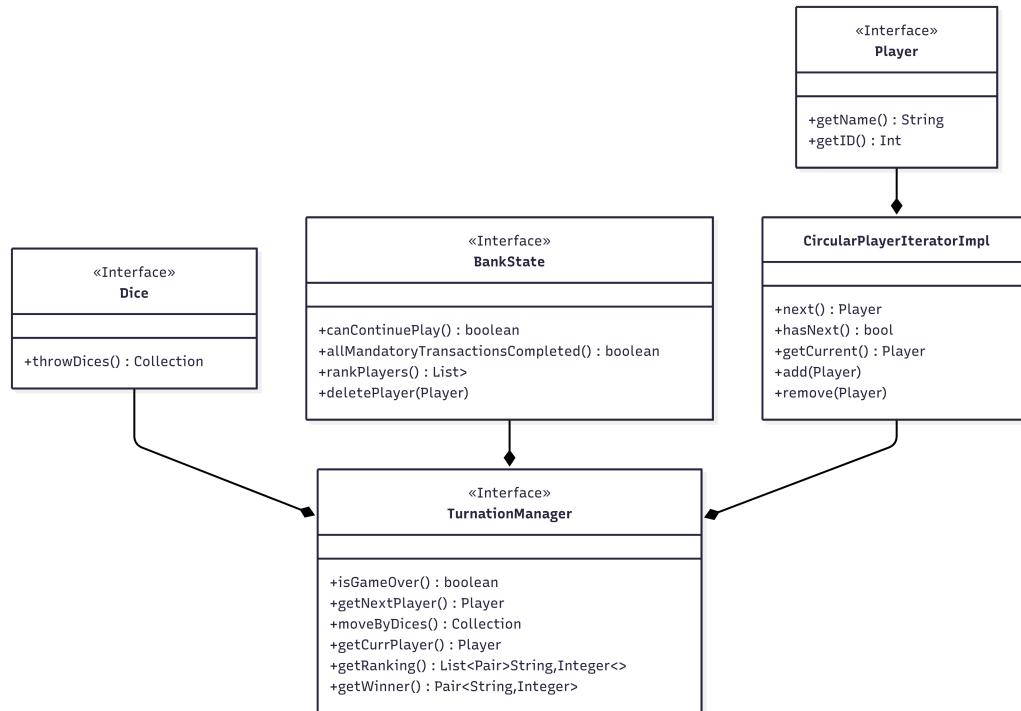 «Interface»
Player
+getName() : String
+getID() : Int
«Interface»
Dice
+throwDices() : Collection
«Interface»
BankState
+canContinuePlay() : boolean
+allMandatoryTransactionsCompleted() : boolean
+rankPlayers() : List>
+deletePlayer(Player)
CircularPlayerIteratorImpl
+next() : Player
+hasNext() : bool
+getCurrent() : Player
+add(Player)
+remove(Player)
«Interface»
TurnationManager
+isGameOver() : boolean
+getNextPlayer() : Player
+moveByDices() : Collection
+getCurrPlayer() : Player
+getRanking() : List<Pair>String,Integer<>
+getWinner() : Pair<String,Integer>